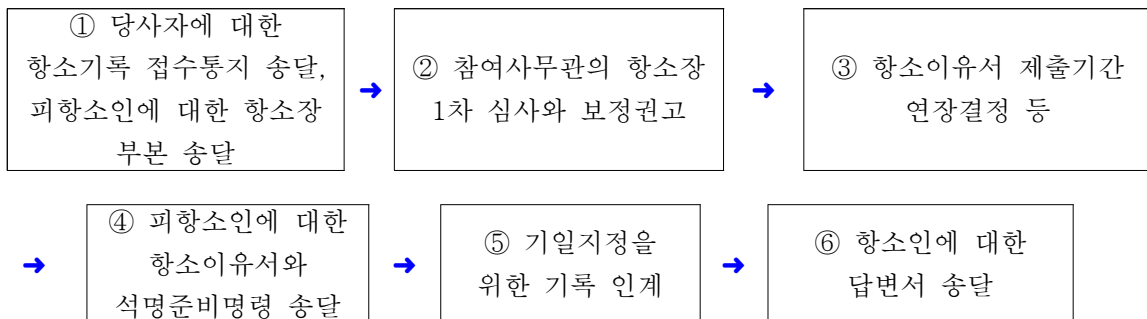 ① 당사자에 대한
항소기록 접수통지 송달,
피항소인에 대한 항소장
부본 송달
➜
② 참여사무관의 항소장
1차 심사와 보정권고
➜
③ 항소이유서 제출기간
연장결정 등
➜
④ 피항소인에 대한
항소이유서와
석명준비명령 송달
➜
⑤ 기일지정을
위한 기록 인계
➜
⑥ 항소인에 대한
답변서 송달